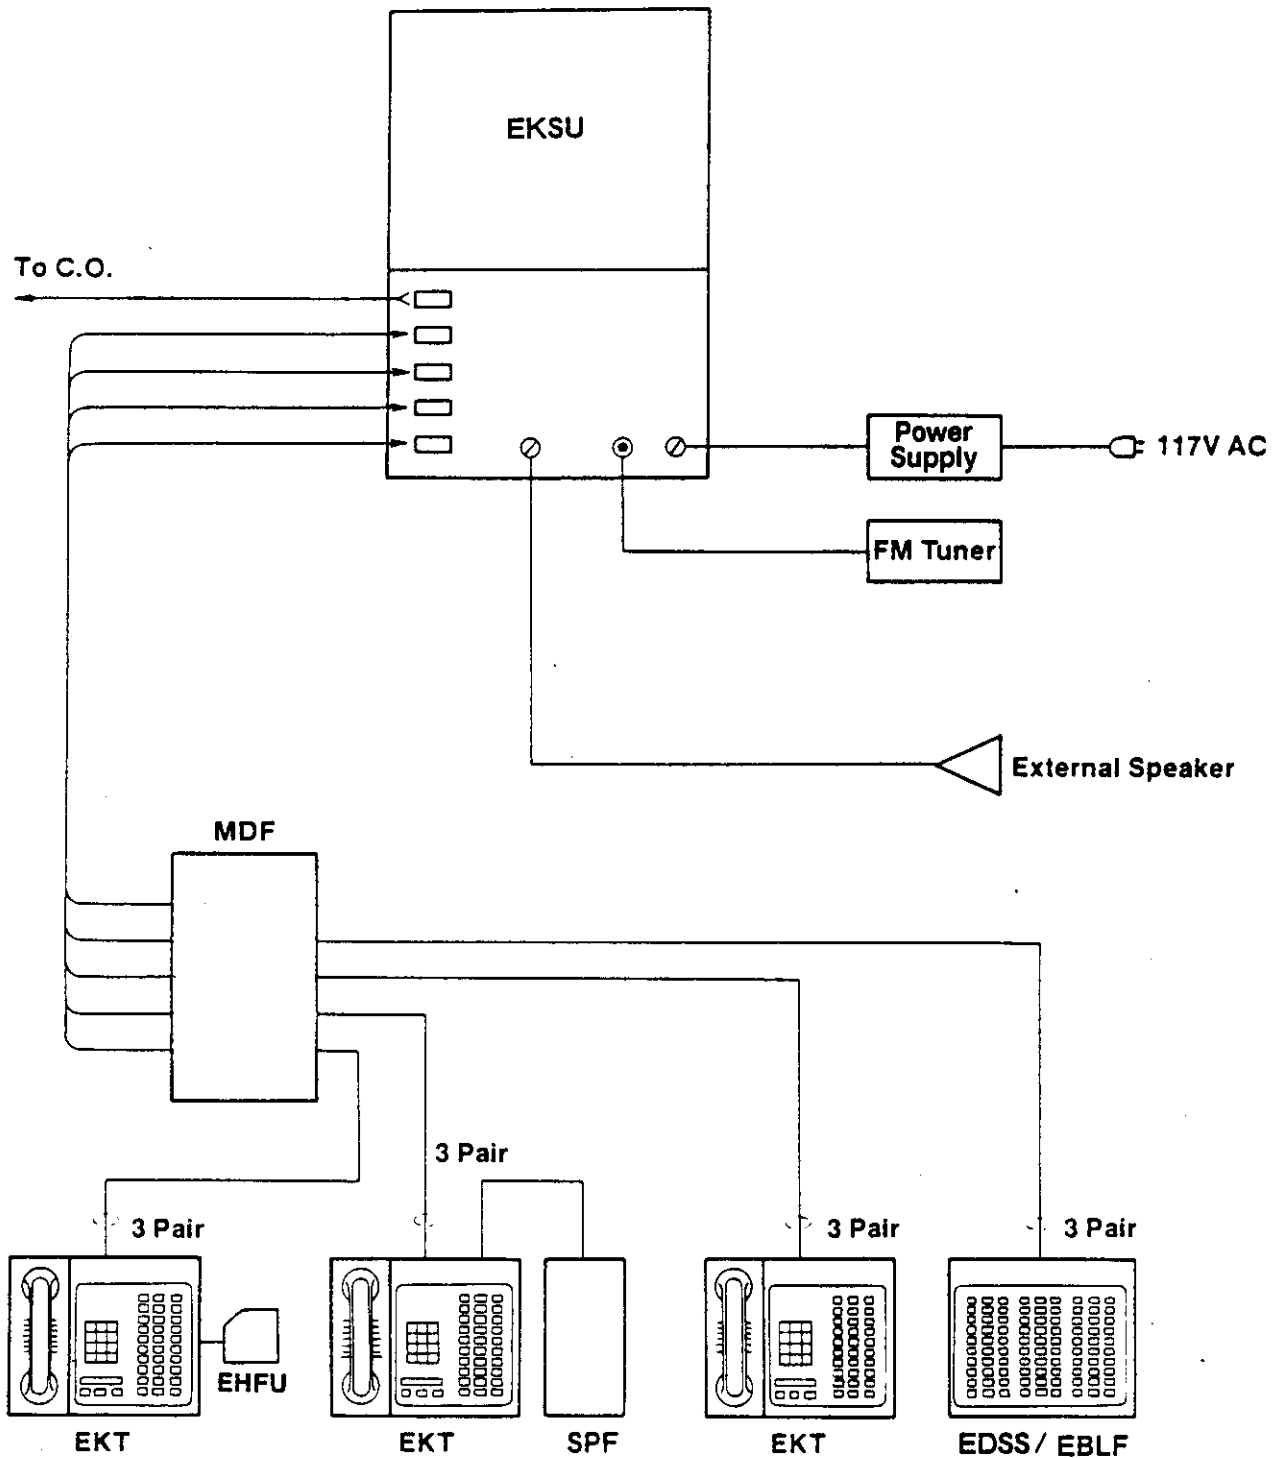 EKSU
To C.O.
Power
Supply
117V AC
FM Tuner
External Speaker
MDF
3 Pair
3 Pair
3 Pair
3 Pair
EHFU
EKT
EKT
SPF
EKT
EDSS/ EBLF